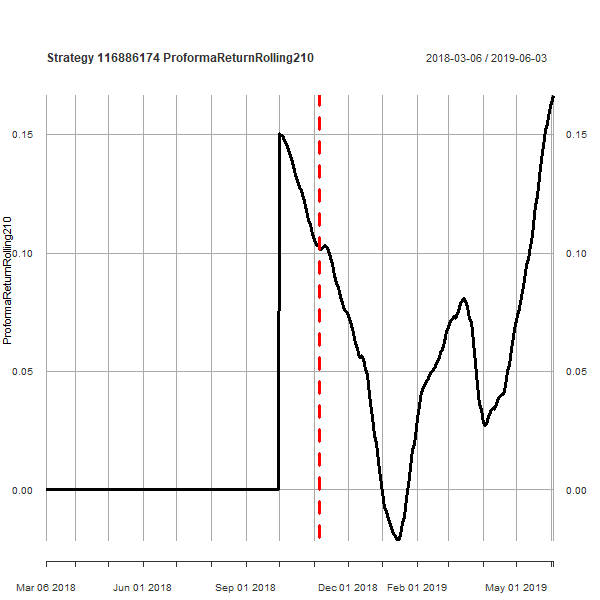 Strategy 116886174 ProformaReturnRolling210
2018-03-06 / 2019-06-03
ProformaReturnRolling210
0.15
0.15
0.10
0.10
0.05
0.05
0.00
0.00
Mar 06 2018
Jun 01 2018
Sep 01 2018
Dec 01 2018
Feb 01 2019
May 01 2019